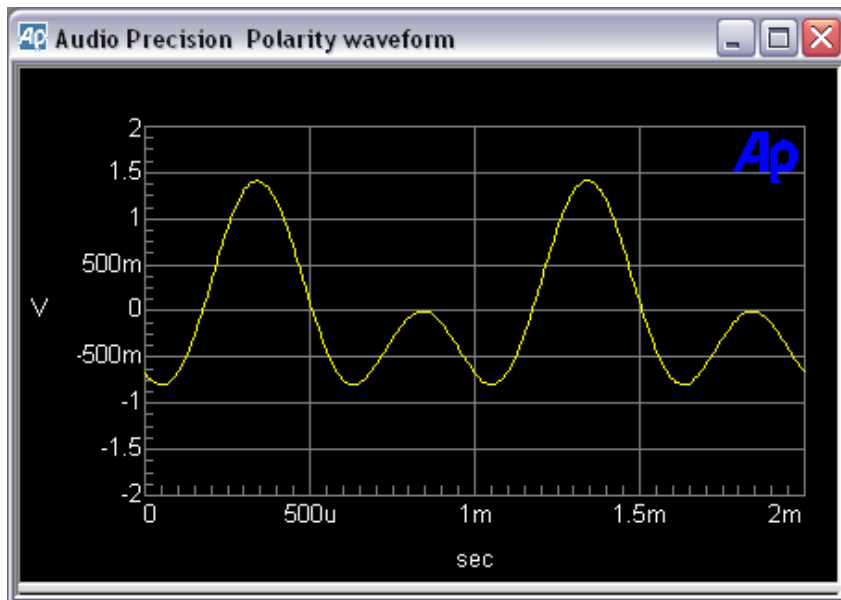 Ap Audio Precision Polarity waveform
Ap
2
1.5
1
500m
0
-500m
-1
-1.5
-2
V
0 500u 1m 1.5m 2m
sec